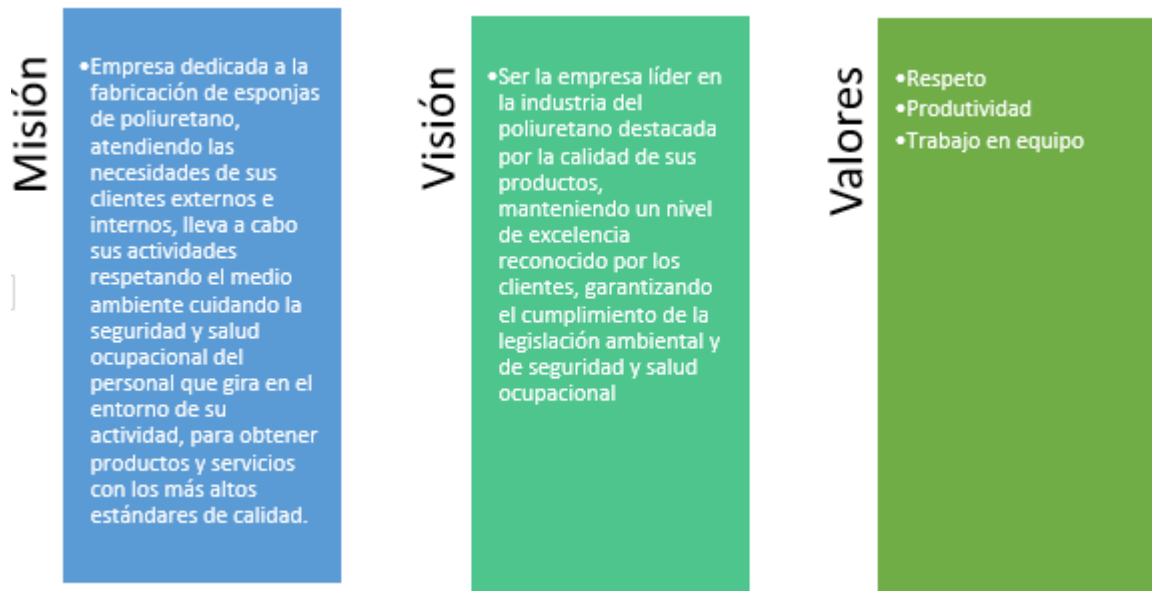 Misión
•Empresa dedicada a la
fabricación de esponjas
de poliuretano,
atendiendo las
necesidades de sus
clientes externos e
internos, lleva a cabo
sus actividades
respetando el medio
ambiente cuidando la
seguridad y salud
ocupacional del
personal que gira en el
entorno de su
actividad, para obtener
productos y servicios
con los más altos
estándares de calidad.
Visión
•Ser la empresa líder en
la industria del
poliuretano destacada
por la calidad de sus
productos,
manteniendo un nivel
de excelencia
reconocido por los
clientes, garantizando
el cumplimiento de la
legislación ambiental y
de seguridad y salud
ocupacional
Valores
•Respeto
•Produtividad
•Trabajo en equipo